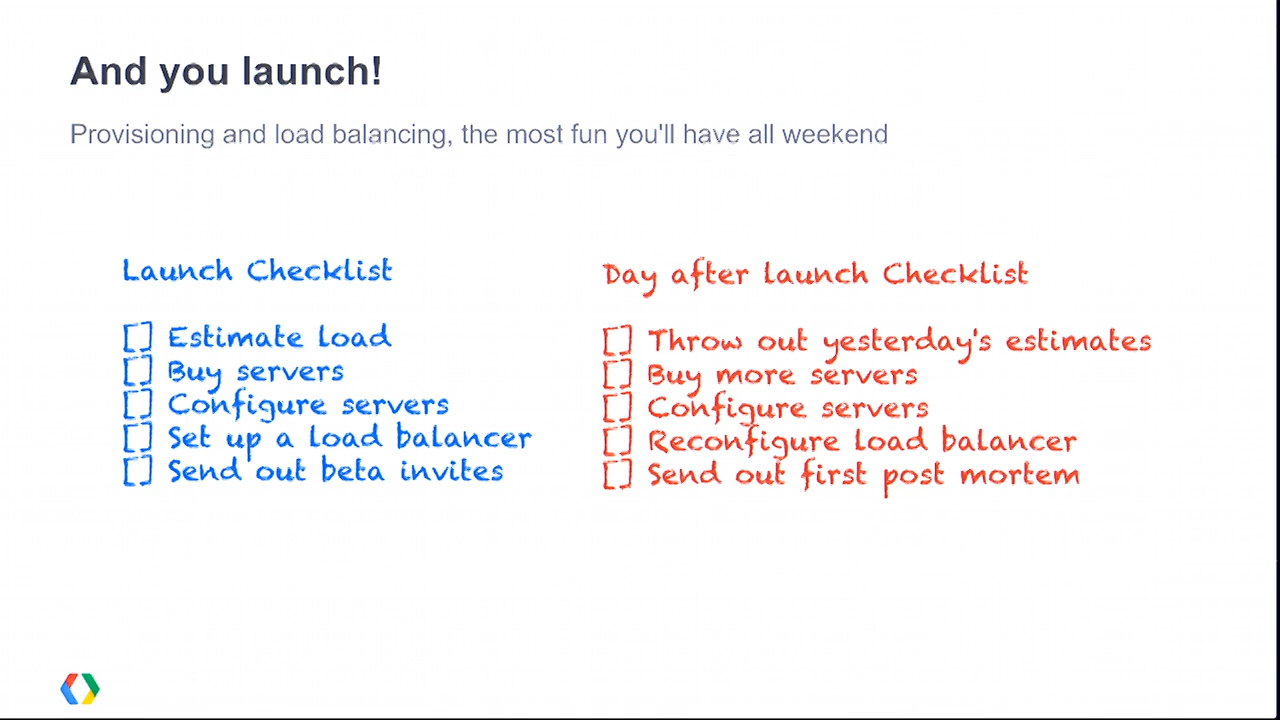 And you launch!
Provisioning and load balancing, the most fun you'll have all weekend
Launch Checklist
[ ] Estimate load
[ ] Buy servers
[ ] Configure servers
[ ] Set up a load balancer
[ ] Send out beta invites
Day after launch Checklist
[ ] Throw out yesterday's estimates
[ ] Buy more servers
[ ] Configure servers
[ ] Reconfigure load balancer
[ ] Send out first post mortem